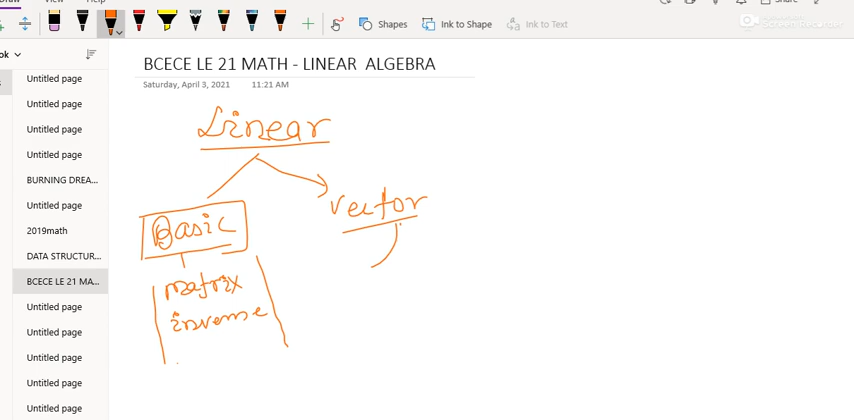 Draw
Help
Share
Shapes
Ink to Shape
Ink to Text
Screen Recorder
ok
Untitled page
Untitled page
Untitled page
Untitled page
BURNING DREA...
Untitled page
2019math
DATA STRUCTUR...
BCECE LE 21 MA...
Untitled page
Untitled page
Untitled page
Untitled page
Untitled page
BCECE LE 21 MATH - LINEAR ALGEBRA
Saturday, April 3, 2021 11:21 AM
Linear
Basic
vector
matrix
inverse